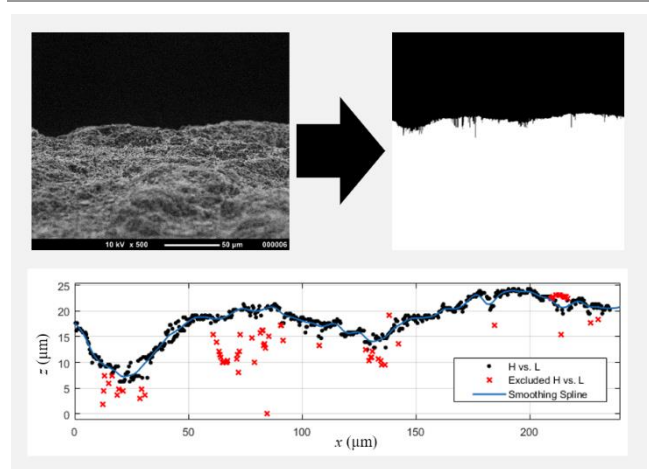 10 kV x 500 50 μm 000006
25
20
15
10
5
0
z (μm)
H vs. L
Excluded H vs. L
Smoothing Spline
0 50 100 150 200
x (μm)